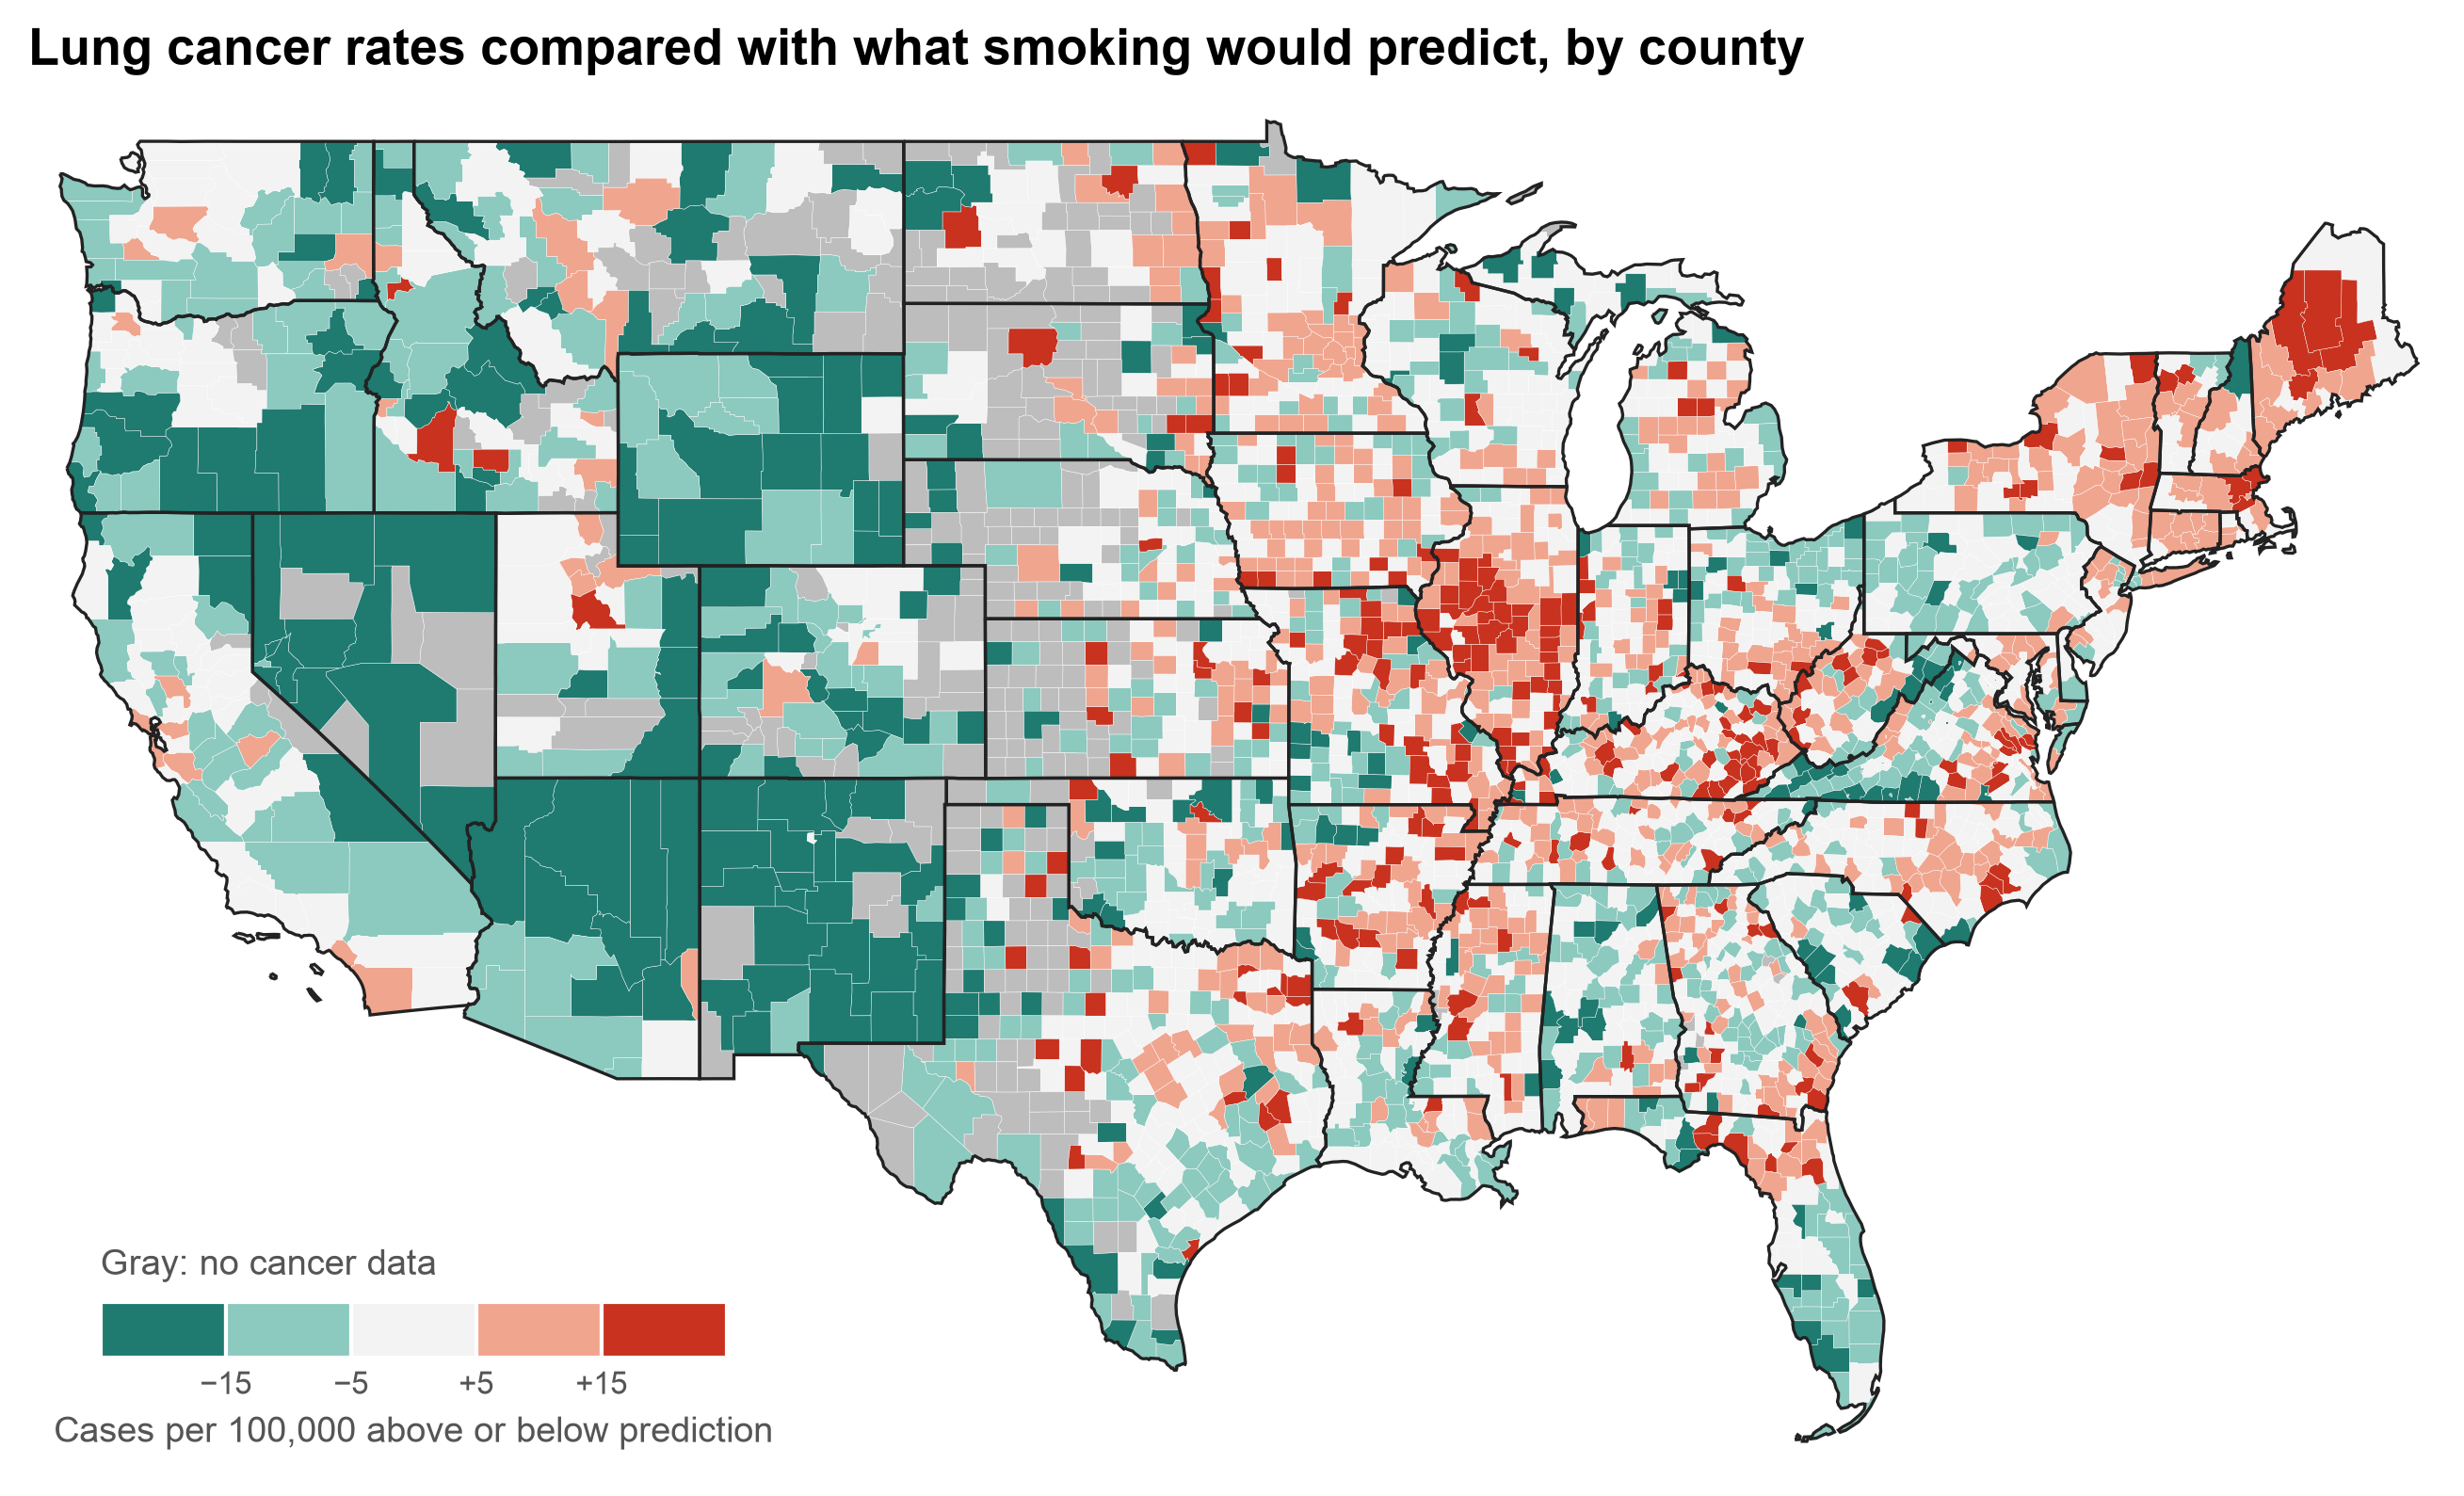 Lung cancer rates compared with what smoking would predict, by county
Gray: no cancer data
−15 −5 +5 +15
Cases per 100,000 above or below prediction